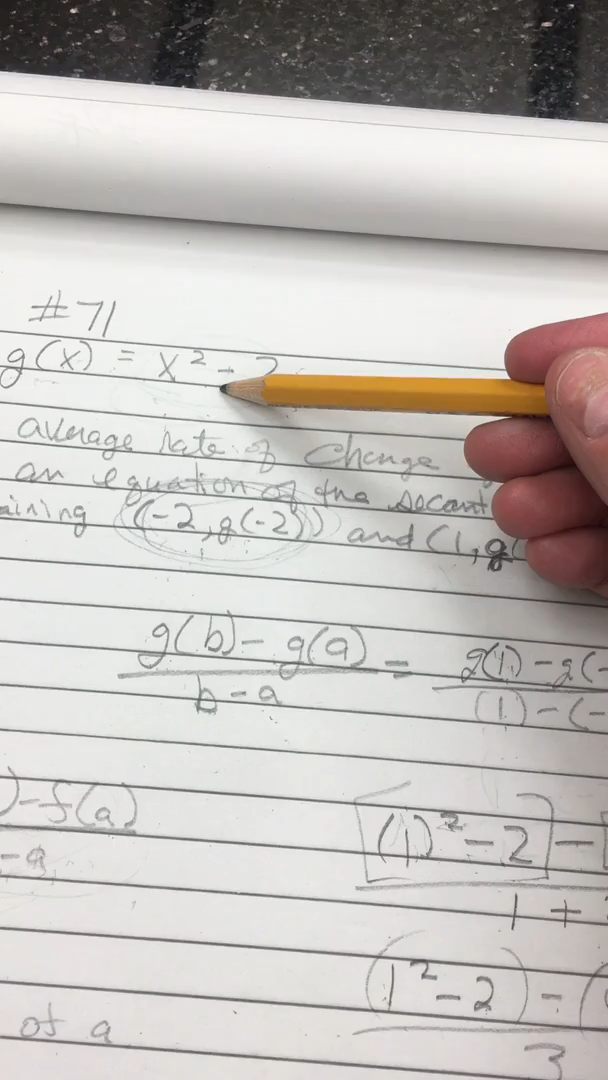 #71
g(x) = x² - 2
average rate of change
an equation of the secant
aining (-2, g(-2)) and (1, g(
g(b) - g(a) / b - a = g(1) - g(- / (1) - (-
) - f(a) / - a
[(1)² - 2] - [ / 1 +
(1² - 2) - ( / 3
of a